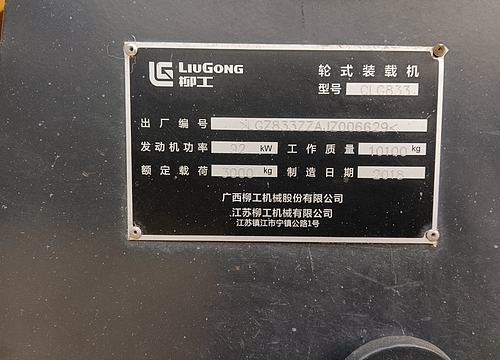 LIUGONG
柳工
轮式装载机
型号 CLG833
出厂编号 >LGZ833ZZAJZ006629<
发动机功率 92 kW 工作质量 10100 kg
额定载荷 3000 kg 制造日期 2018
广西柳工机械股份有限公司
江苏柳工机械有限公司
江苏镇江市宁镇公路1号